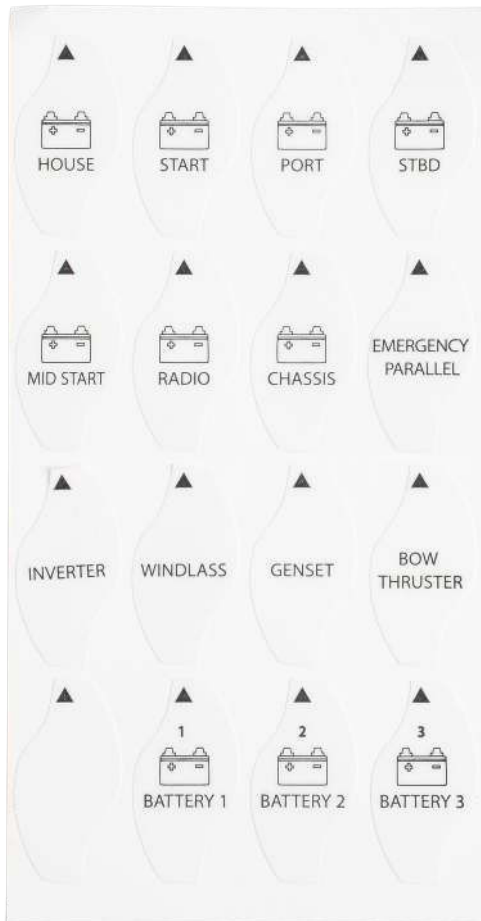 HOUSE
START
PORT
STBD
MID START
RADIO
CHASSIS
EMERGENCY
PARALLEL
INVERTER
WINDLASS
GENSET
BOW
THRUSTER
1
BATTERY 1
2
BATTERY 2
3
BATTERY 3